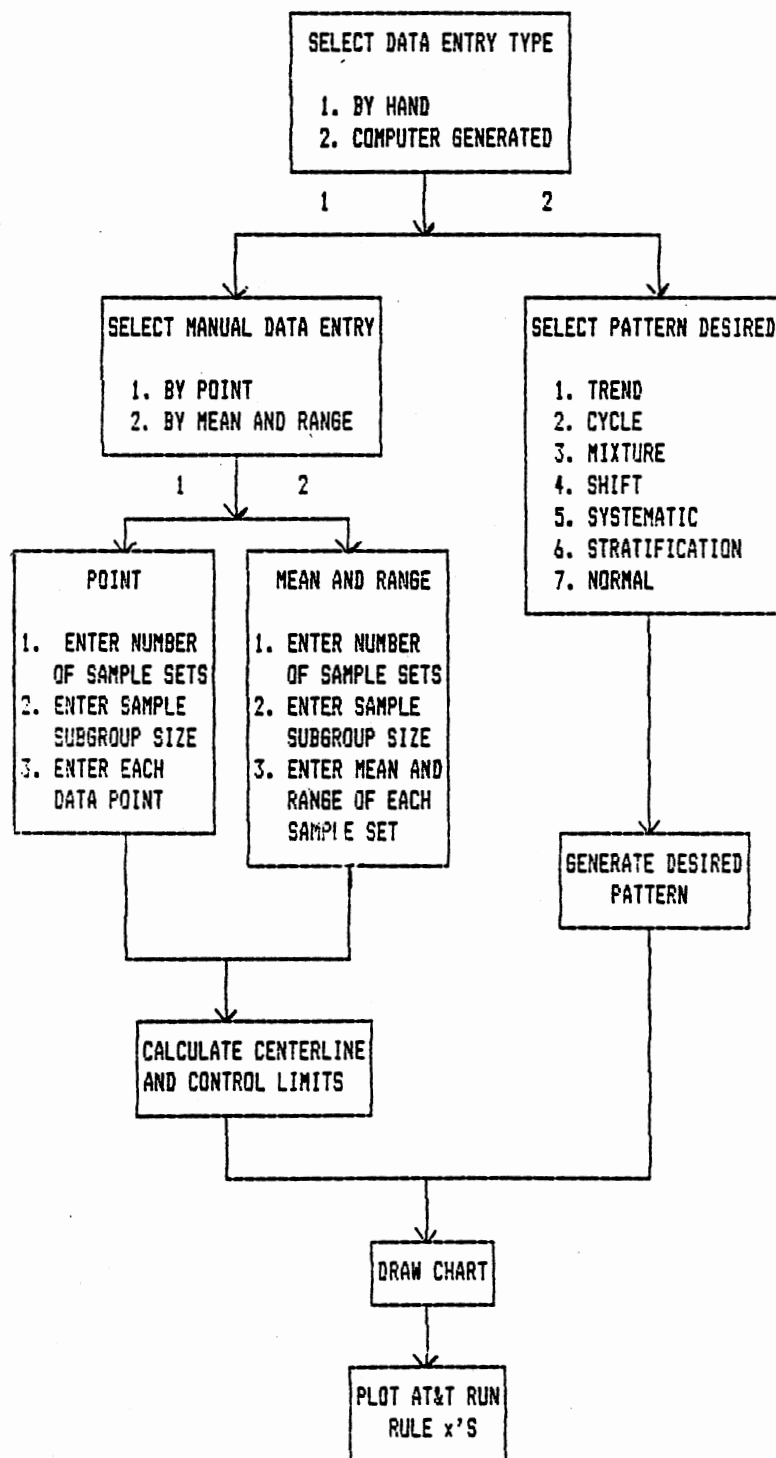 SELECT DATA ENTRY TYPE
1. BY HAND
2. COMPUTER GENERATED
1
2
SELECT MANUAL DATA ENTRY
1. BY POINT
2. BY MEAN AND RANGE
SELECT PATTERN DESIRED
1. TREND
2. CYCLE
3. MIXTURE
4. SHIFT
5. SYSTEMATIC
6. STRATIFICATION
7. NORMAL
1
2
POINT
1. ENTER NUMBER
OF SAMPLE SETS
2. ENTER SAMPLE
SUBGROUP SIZE
3. ENTER EACH
DATA POINT
MEAN AND RANGE
1. ENTER NUMBER
OF SAMPLE SETS
2. ENTER SAMPLE
SUBGROUP SIZE
3. ENTER MEAN AND
RANGE OF EACH
SAMPLE SET
GENERATE DESIRED
PATTERN
CALCULATE CENTERLINE
AND CONTROL LIMITS
DRAW CHART
PLOT AT&T RUN
RULE x'S